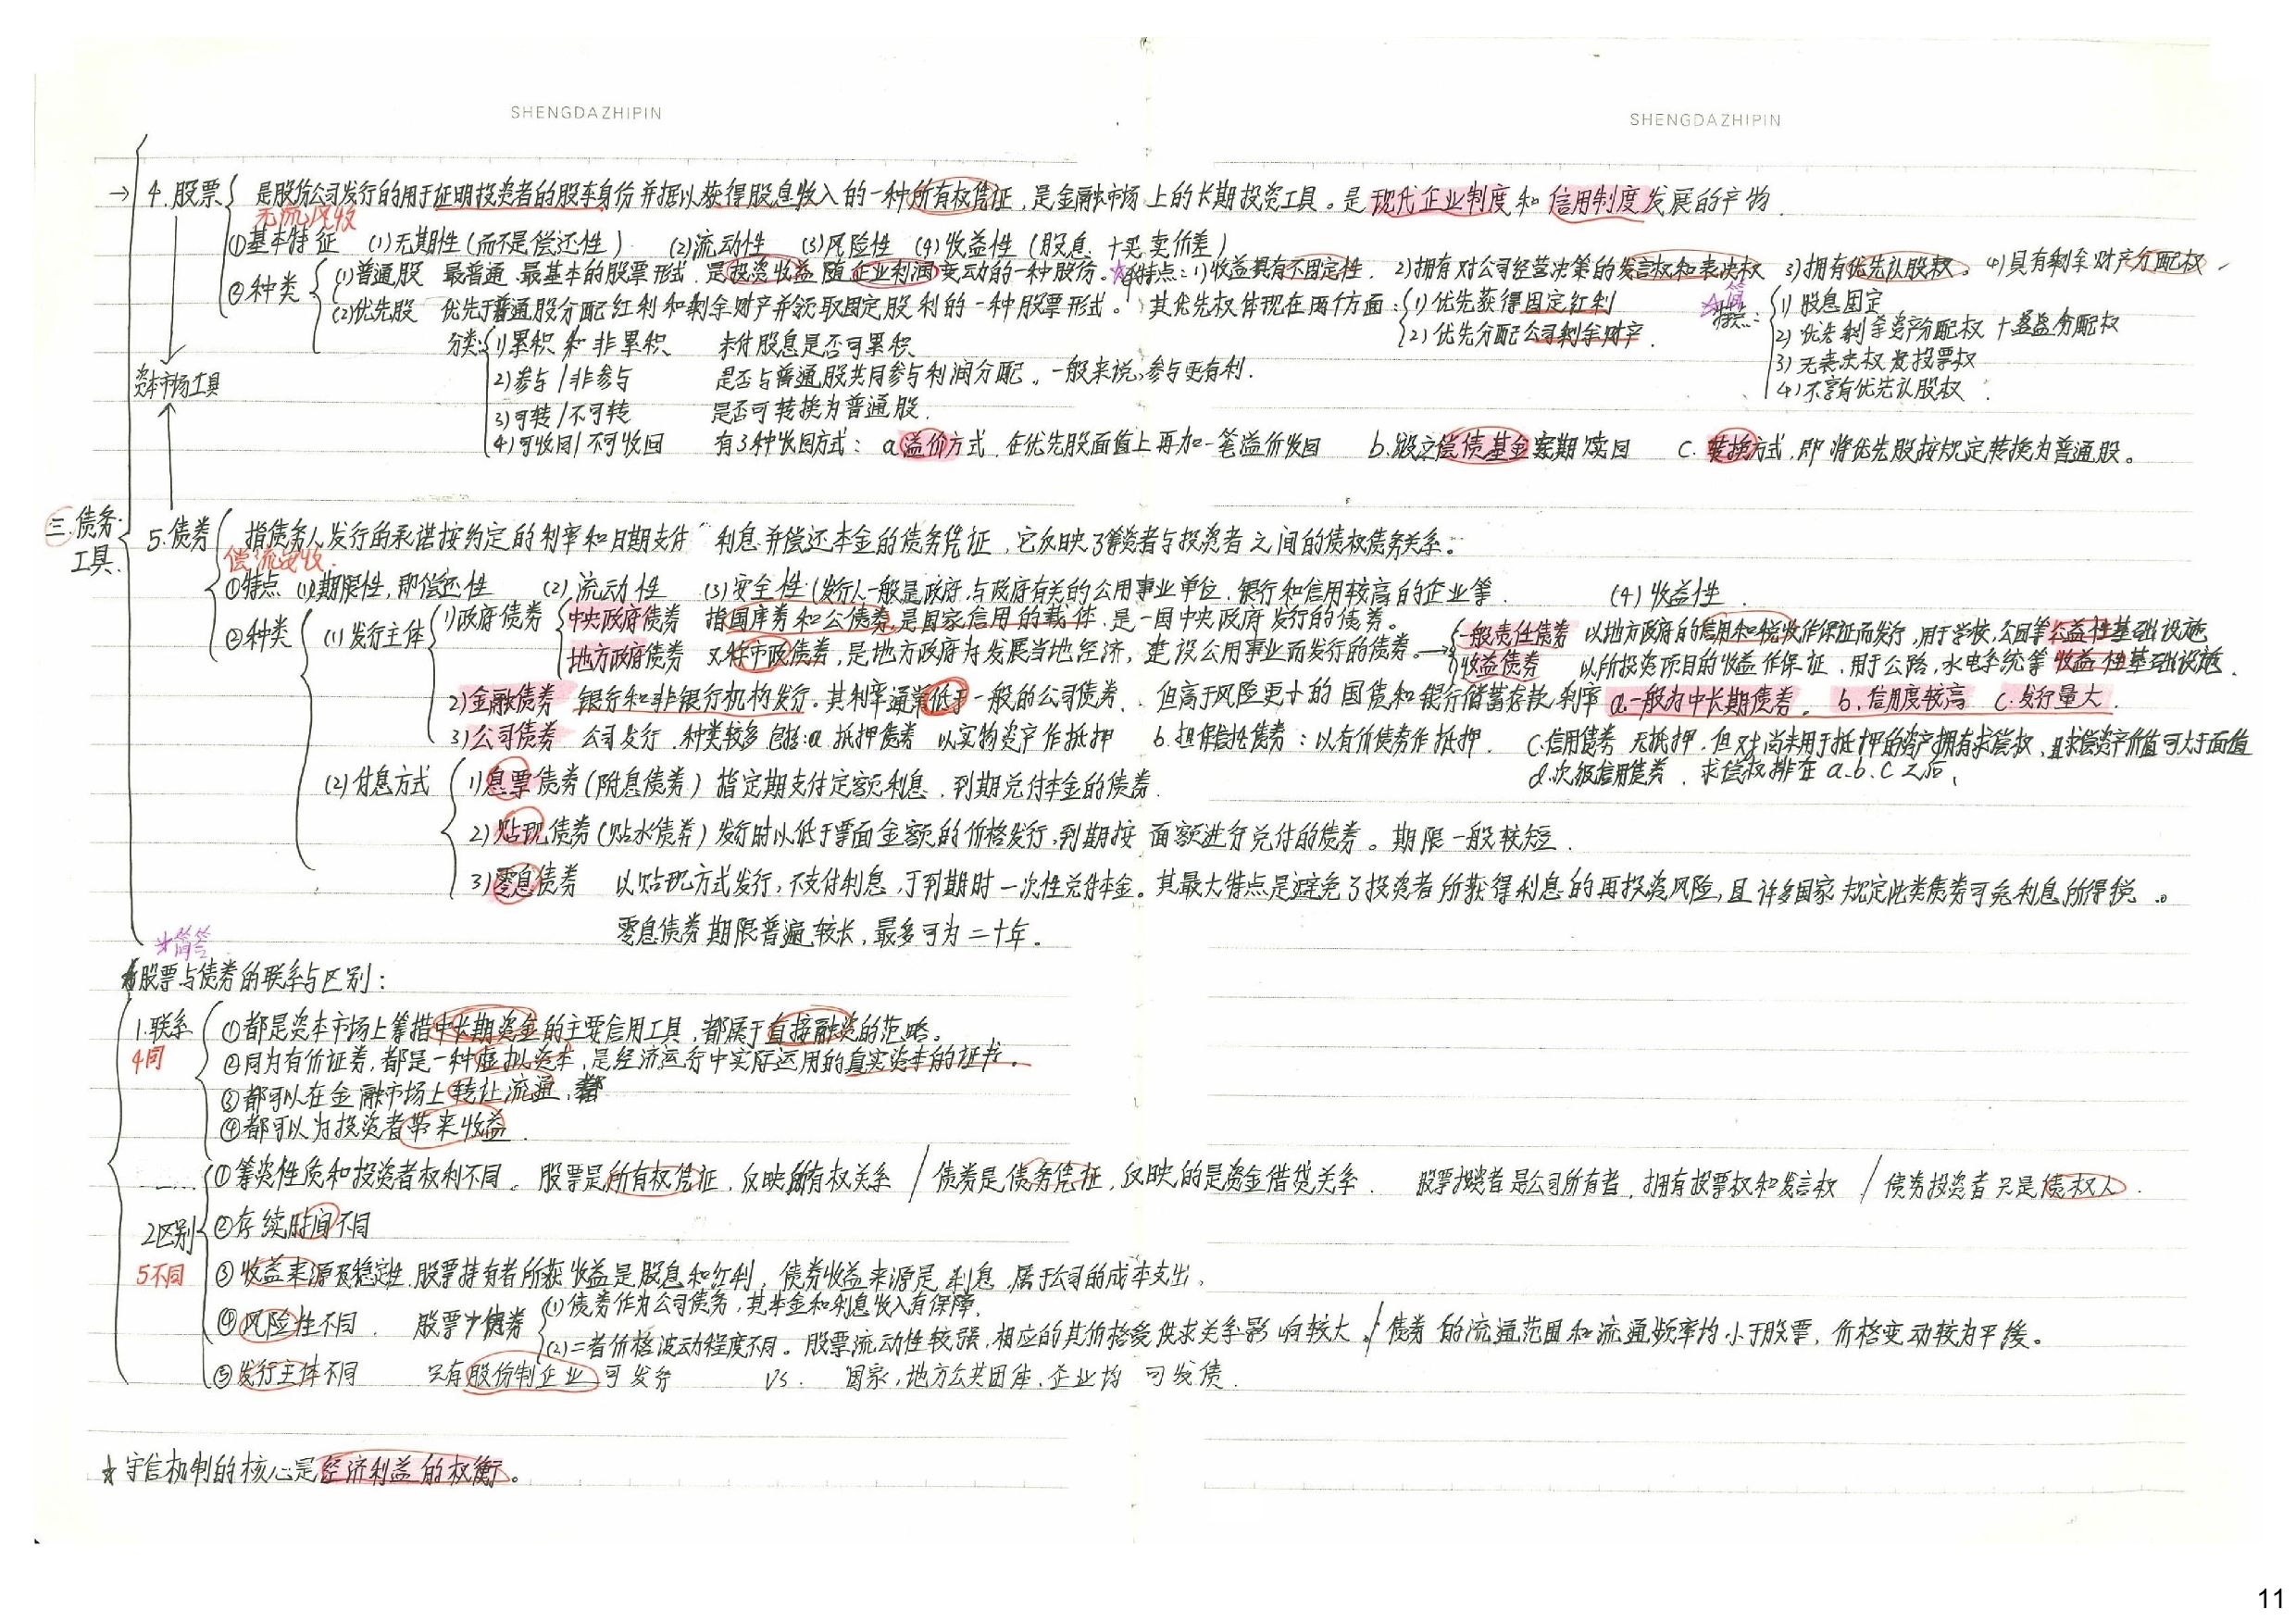 SHENGDAZHIPIN
SHENGDAZHIPIN
→ 4.股票 是股份公司发行的用于证明投资者的股东身份并据以获得股息收入的一种所有权凭证，是金融市场上的长期投资工具。是现代企业制度和信用制度发展的产物.
无流风收
①基本特征 (1)无期性(而不是偿还性) (2)流动性 (3)风险性 (4)收益性(股息+买卖价差)
②种类 (1)普通股 最普通、最基本的股票形式,是投资收益随企业利润变动的一种股份。☆特点:1)收益具有不固定性. 2)拥有对公司经营决策的发言权和表决权 3)拥有优先认股权。4)具有剩余财产分配权
(2)优先股 优先于普通股分配红利和剩余财产并领取固定股利的一种股票形式。其优先权体现在两个方面:(1)优先获得固定红利
(2)优先分配公司剩余财产.
☆简 特点: 1)股息固定
2)优先剩余资产分配权+盈益分配权
3)无表决权发投票权
4)不享有优先认股权.
分类:1)累积和非累积 未付股息是否可累积
2)参与/非参与 是否与普通股共同参与利润分配。一般来说,参与更有利.
3)可转/不可转 是否可转换为普通股.
4)可收回/不可收回 有3种收回方式: a.溢价方式,在优先股面值上再加一笔溢价收回 b.设立偿债基金定期赎回 c.转换方式,即将优先股按规定转换为普通股。
资本市场工具
三.债务工具.
5.债券 指债务人发行的承诺按约定的利率和日期支付利息并偿还本金的债务凭证,它反映了筹资者与投资者之间的债权债务关系。
偿流安收.
①特点 (1)期限性,即偿还性 (2)流动性 (3)安全性(发行人一般是政府、与政府有关的公用事业单位、银行和信用较高的企业等. (4)收益性.
②种类 (1)发行主体 1)政府债券 中央政府债券 指国库券和公债券,是国家信用的载体.是一国中央政府发行的债券。
地方政府债券 又称市政债券,是地方政府为发展当地经济,建设公用事业而发行的债券。→
一般责任债券 以地方政府的信用和税收作保证而发行,用于学校,公园等公益性基础设施
收益债券 以所投资项目的收益作保证,用于公路,水电系统等收益性基础设施.
2)金融债券 银行和非银行机构发行。其利率通常低于一般的公司债券、但高于风险更小的国债和银行储蓄存款利率 a.一般为中长期债券。b.信用度较高 c.发行量大.
3)公司债券 公司发行.种类较多 包括:a.抵押债券 以实物资产作抵押 b.担保信托债券:以有价债券作抵押. c.信用债券 无抵押.但对尚未用于抵押的资产拥有求偿权,且求偿资产价值可大于面值
d.次级信用债券.求偿权排在a.b.c之后、
(2)付息方式 1)息票债券(附息债券) 指定期支付定额利息,到期兑付本金的债券.
2)贴现债券(贴水债券) 发行时以低于票面金额的价格发行,到期按面额进行兑付的债券。期限一般较短.
3)零息债券 以贴现方式发行,不支付利息,于到期时一次性兑付本金。其最大特点是避免了投资者所获得利息的再投资风险,且许多国家规定此类债券可免利息所得税。
零息债券期限普遍较长,最多可为二十年。
☆简答
股票与债券的联系与区别:
1.联系 ①都是资本市场上筹措中长期资金的主要信用工具,都属于直接融资的范略。
4同 ②同为有价证券,都是一种虚拟资本,是经济运行中实际运用的真实资本的证书。
③都可以在金融市场上转让流通.
④都可以为投资者带来收益.
2区别 ①筹资性质和投资者权利不同。股票是所有权凭证,反映所有权关系/债券是债务凭证,反映的是资金借贷关系. 股票投资者是公司所有者,拥有投票权和发言权/债券投资者只是债权人.
②存续时间不同
5不同 ③收益来源及稳定性.股票持有者所获收益是股息和红利,债券收益来源是利息,属于公司的成本支出、
④风险性不同. 股票>债券 (1)债券作为公司债务,其本金和利息收入有保障.
(2)二者价格波动程度不同。股票流动性较强,相应的其价格受供求关系影响较大./债券的流通范围和流通频率均小于股票,价格变动较为平缓。
⑤发行主体不同 只有股份制企业可发券 VS. 国家,地方公共团体、企业均可发债.
☆守信机制的核心是经济利益的权衡。
11